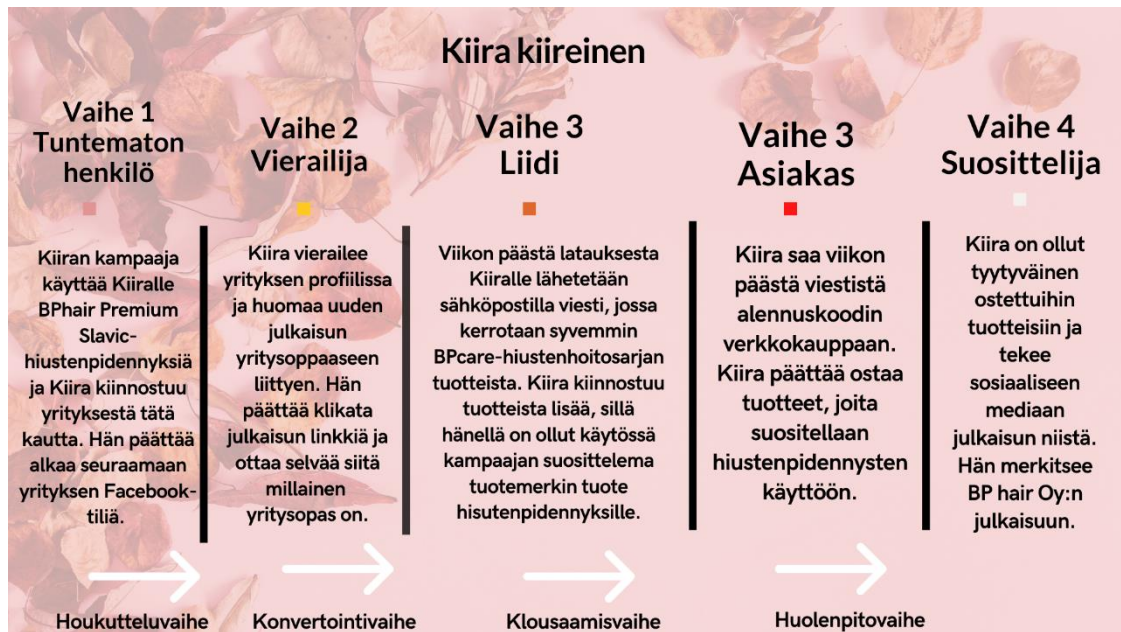 Kiira kiireinen
Vaihe 1
Tuntematon
henkilö
Kiiran kampaaja
käyttää Kiiralle
BPhair Premium
Slavic-
hiustenpidennyksiä
ja Kiira kiinnostuu
yrityksestä tätä
kautta. Hän päättää
alkaa seuraamaan
yrityksen Facebook-
tiliä.
Vaihe 2
Vierailija
Kiira vierailee
yrityksen profiilissa
ja huomaa uuden
julkaisun
yritysoppaaseen
liittyen. Hän
päättää klikata
julkaisun linkkiä ja
ottaa selvää siitä
millainen
yritysopas on.
Vaihe 3
Liidi
Viikon päästä latauksesta
Kiiralle lähetetään
sähköpostilla viesti, jossa
kerrotaan syvemmin
BPcare-hiustenhoitosarjan
tuotteista. Kiira kiinnostuu
tuotteista lisää, sillä
hänellä on ollut käytössä
kampaajan suosittelema
tuotemerkin tuote
hisutenpidennyksille.
Vaihe 3
Asiakas
Kiira saa viikon
päästä viestistä
alennuskoodin
verkkokauppaan.
Kiira päättää ostaa
tuotteet, joita
suositellaan
hiustenpidennysten
käyttöön.
Vaihe 4
Suosittelija
Kiira on ollut
tyytyväinen
ostettuihin
tuotteisiin ja
tekee
sosiaaliseen
mediaan
julkaisun niistä.
Hän merkitsee
BP hair Oy:n
julkaisuun.
Houkutteluvaihe
Konvertointivaihe
Klousaamisvaihe
Huolenpitovaihe